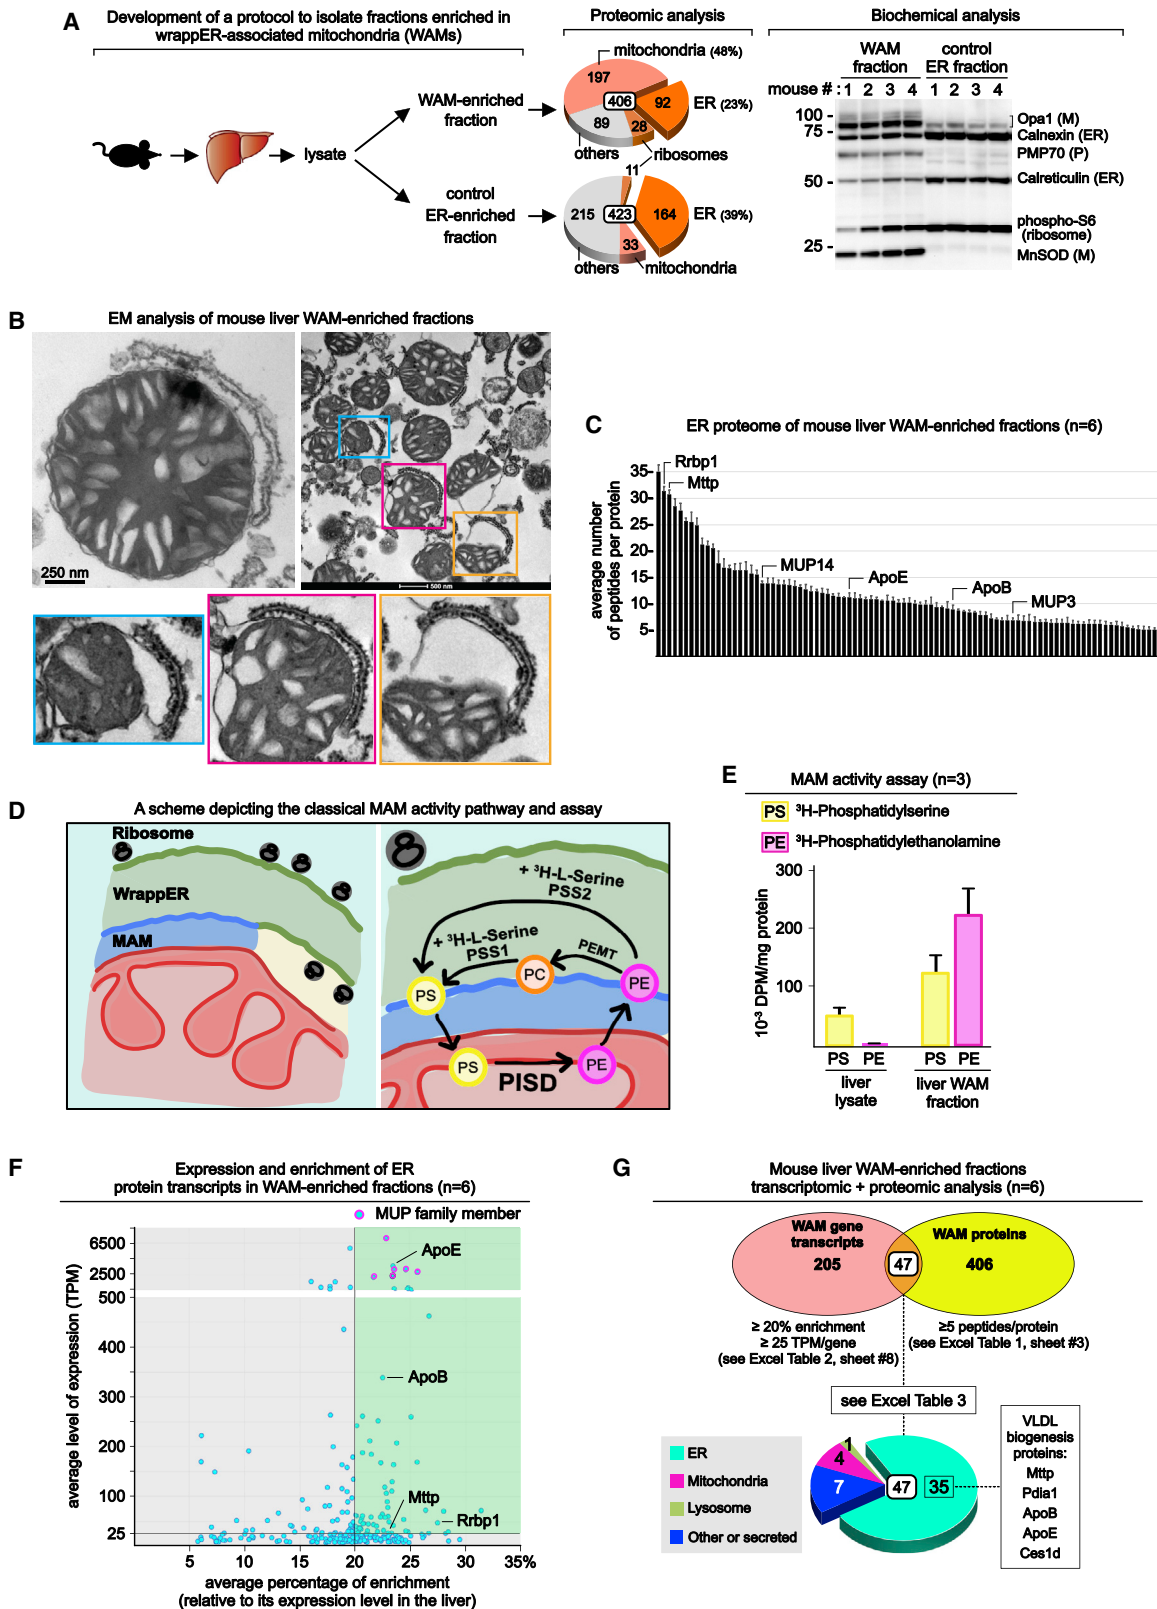 A
Development of a protocol to isolate fractions enriched in
wrappER-associated mitochondria (WAMs)
Proteomic analysis
Biochemical analysis
lysate
WAM-enriched
fraction
control
ER-enriched
fraction
mitochondria (48%)
197
406
92
ER (23%)
89
28
others
ribosomes
11
215
423
164
ER (39%)
33
others
mitochondria
WAM
fraction
control
ER fraction
mouse # : 1 2 3 4 1 2 3 4
100 -
75 -
50 -
25 -
Opa1 (M)
Calnexin (ER)
PMP70 (P)
Calreticulin (ER)
phospho-S6
(ribosome)
MnSOD (M)
B
EM analysis of mouse liver WAM-enriched fractions
250 nm
500 nm
C
ER proteome of mouse liver WAM-enriched fractions (n=6)
average number
of peptides per protein
35-
30-
25-
20-
15-
10-
5-
Rrbp1
Mttp
MUP14
ApoE
ApoB
MUP3
D
A scheme depicting the classical MAM activity pathway and assay
Ribosome
WrappER
MAM
+ ³H-L-Serine
PSS2
+ ³H-L-Serine
PSS1
PEMT
PC
PS
PE
PS
PE
PISD
E
MAM activity assay (n=3)
PS ³H-Phosphatidylserine
PE ³H-Phosphatidylethanolamine
10⁻³ DPM/mg protein
300
200
100
PS PE PS PE
liver
lysate
liver WAM
fraction
F
Expression and enrichment of ER
protein transcripts in WAM-enriched fractions (n=6)
MUP family member
average level of expression (TPM)
6500
2500
500
400
300
200
100
25
ApoE
ApoB
Mttp
Rrbp1
5 10 15 20 25 30 35%
average percentage of enrichment
(relative to its expression level in the liver)
G
Mouse liver WAM-enriched fractions
transcriptomic + proteomic analysis (n=6)
WAM gene
transcripts
205
47
WAM proteins
406
≥ 20% enrichment
≥ 25 TPM/gene
(see Excel Table 2, sheet #8)
≥5 peptides/protein
(see Excel Table 1, sheet #3)
see Excel Table 3
ER
Mitochondria
Lysosome
Other or secreted
1
4
7
47
35
VLDL
biogenesis
proteins:
Mttp
Pdia1
ApoB
ApoE
Ces1d